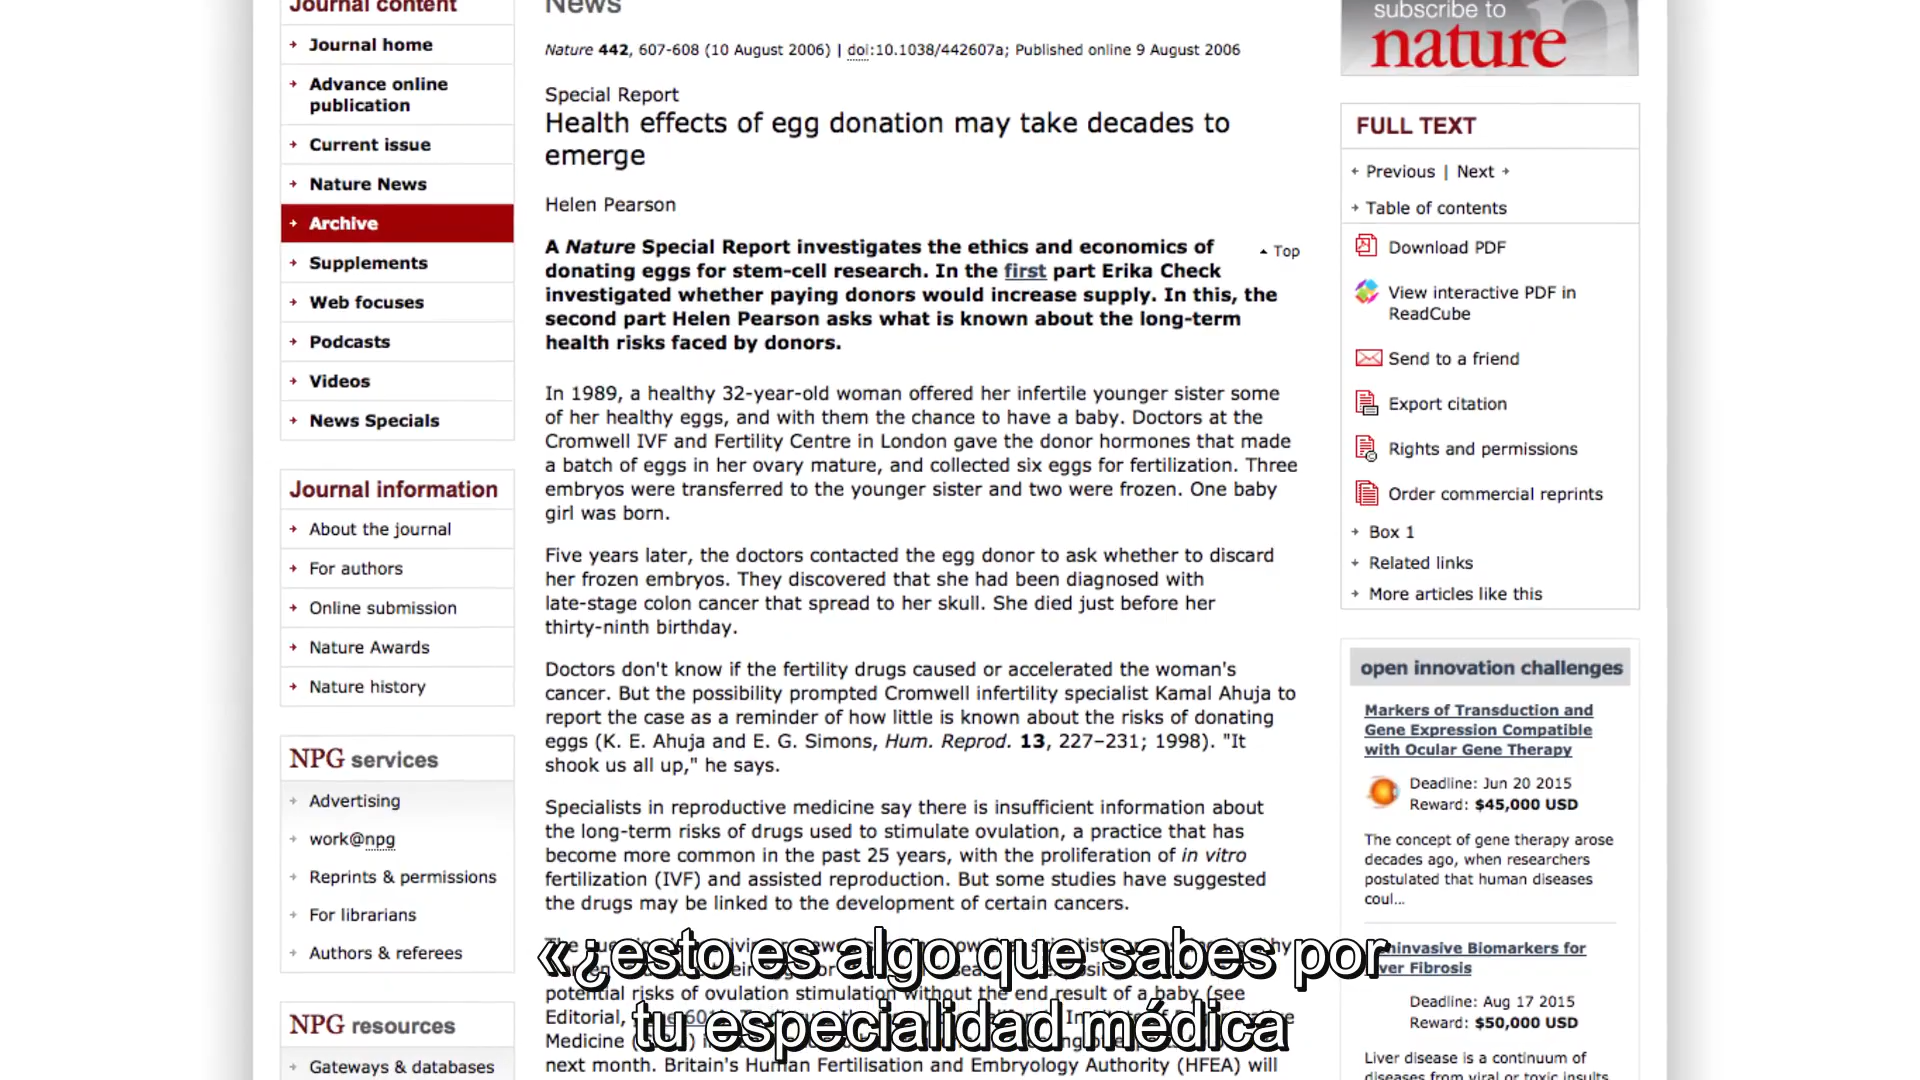 Journal content
Journal home
Advance online
publication
Current issue
Nature News
Archive
Supplements
Web focuses
Podcasts
Videos
News Specials
Journal information
About the journal
For authors
Online submission
Nature Awards
Nature history
NPG services
Advertising
work@npg
Reprints & permissions
For librarians
Authors & referees
NPG resources
Gateways & databases
News
Nature 442, 607-608 (10 August 2006) | doi:10.1038/442607a; Published online 9 August 2006
Special Report
Health effects of egg donation may take decades to
emerge
Helen Pearson
Top
A Nature Special Report investigates the ethics and economics of
donating eggs for stem-cell research. In the first part Erika Check
investigated whether paying donors would increase supply. In this, the
second part Helen Pearson asks what is known about the long-term
health risks faced by donors.
In 1989, a healthy 32-year-old woman offered her infertile younger sister some
of her healthy eggs, and with them the chance to have a baby. Doctors at the
Cromwell IVF and Fertility Centre in London gave the donor hormones that made
a batch of eggs in her ovary mature, and collected six eggs for fertilization. Three
embryos were transferred to the younger sister and two were frozen. One baby
girl was born.
Five years later, the doctors contacted the egg donor to ask whether to discard
her frozen embryos. They discovered that she had been diagnosed with
late-stage colon cancer that spread to her skull. She died just before her
thirty-ninth birthday.
Doctors don't know if the fertility drugs caused or accelerated the woman's
cancer. But the possibility prompted Cromwell infertility specialist Kamal Ahuja to
report the case as a reminder of how little is known about the risks of donating
eggs (K. E. Ahuja and E. G. Simons, Hum. Reprod. 13, 227–231; 1998). "It
shook us all up," he says.
Specialists in reproductive medicine say there is insufficient information about
the long-term risks of drugs used to stimulate ovulation, a practice that has
become more common in the past 25 years, with the proliferation of in vitro
fertilization (IVF) and assisted reproduction. But some studies have suggested
the drugs may be linked to the development of certain cancers.
potential risks of ovulation stimulation without the end result of a baby (see
Editorial,
Medicine
next month. Britain's Human Fertilisation and Embryology Authority (HFEA) will
«¿esto es algo que sabes por
tu especialidad médica
subscribe to
nature
FULL TEXT
Previous | Next
Table of contents
Download PDF
View interactive PDF in
ReadCube
Send to a friend
Export citation
Rights and permissions
Order commercial reprints
Box 1
Related links
More articles like this
open innovation challenges
Markers of Transduction and
Gene Expression Compatible
with Ocular Gene Therapy
Deadline: Jun 20 2015
Reward: $45,000 USD
The concept of gene therapy arose
decades ago, when researchers
postulated that human diseases
coul...
Biomarkers for
Fibrosis
Deadline: Aug 17 2015
Reward: $50,000 USD
Liver disease is a continuum of
diseases from viral or toxic insults